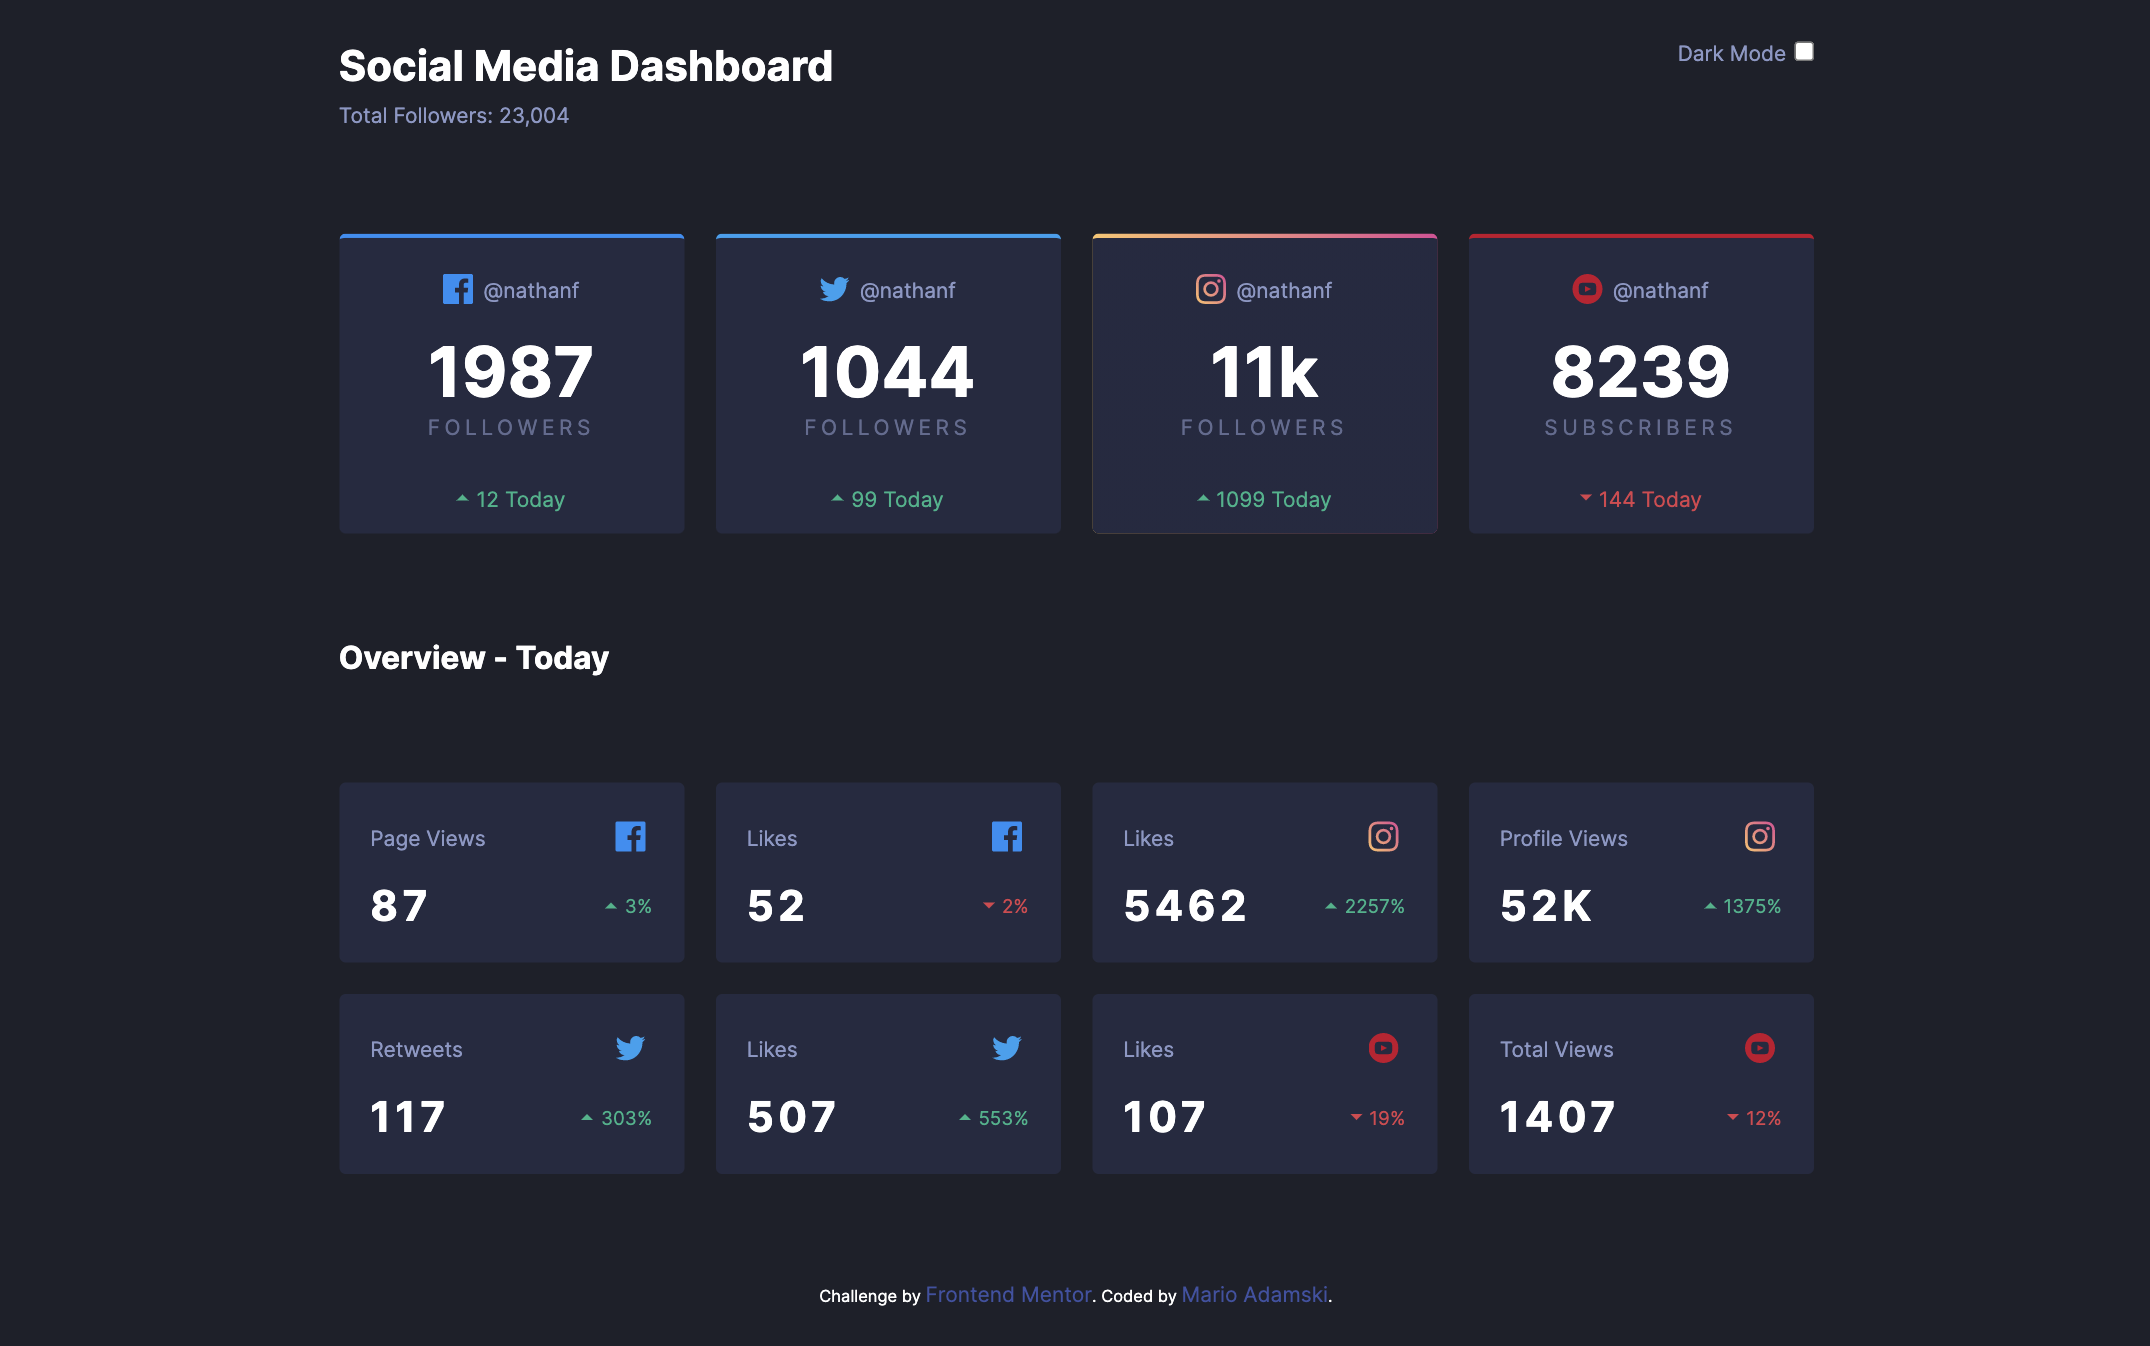 Social Media Dashboard
Dark Mode
Total Followers: 23,004
@nathanf
1987
FOLLOWERS
12 Today
@nathanf
1044
FOLLOWERS
99 Today
@nathanf
11k
FOLLOWERS
1099 Today
@nathanf
8239
SUBSCRIBERS
144 Today
Overview - Today
Page Views
87
3%
Likes
52
2%
Likes
5462
2257%
Profile Views
52K
1375%
Retweets
117
303%
Likes
507
553%
Likes
107
19%
Total Views
1407
12%
Challenge by Frontend Mentor. Coded by Mario Adamski.